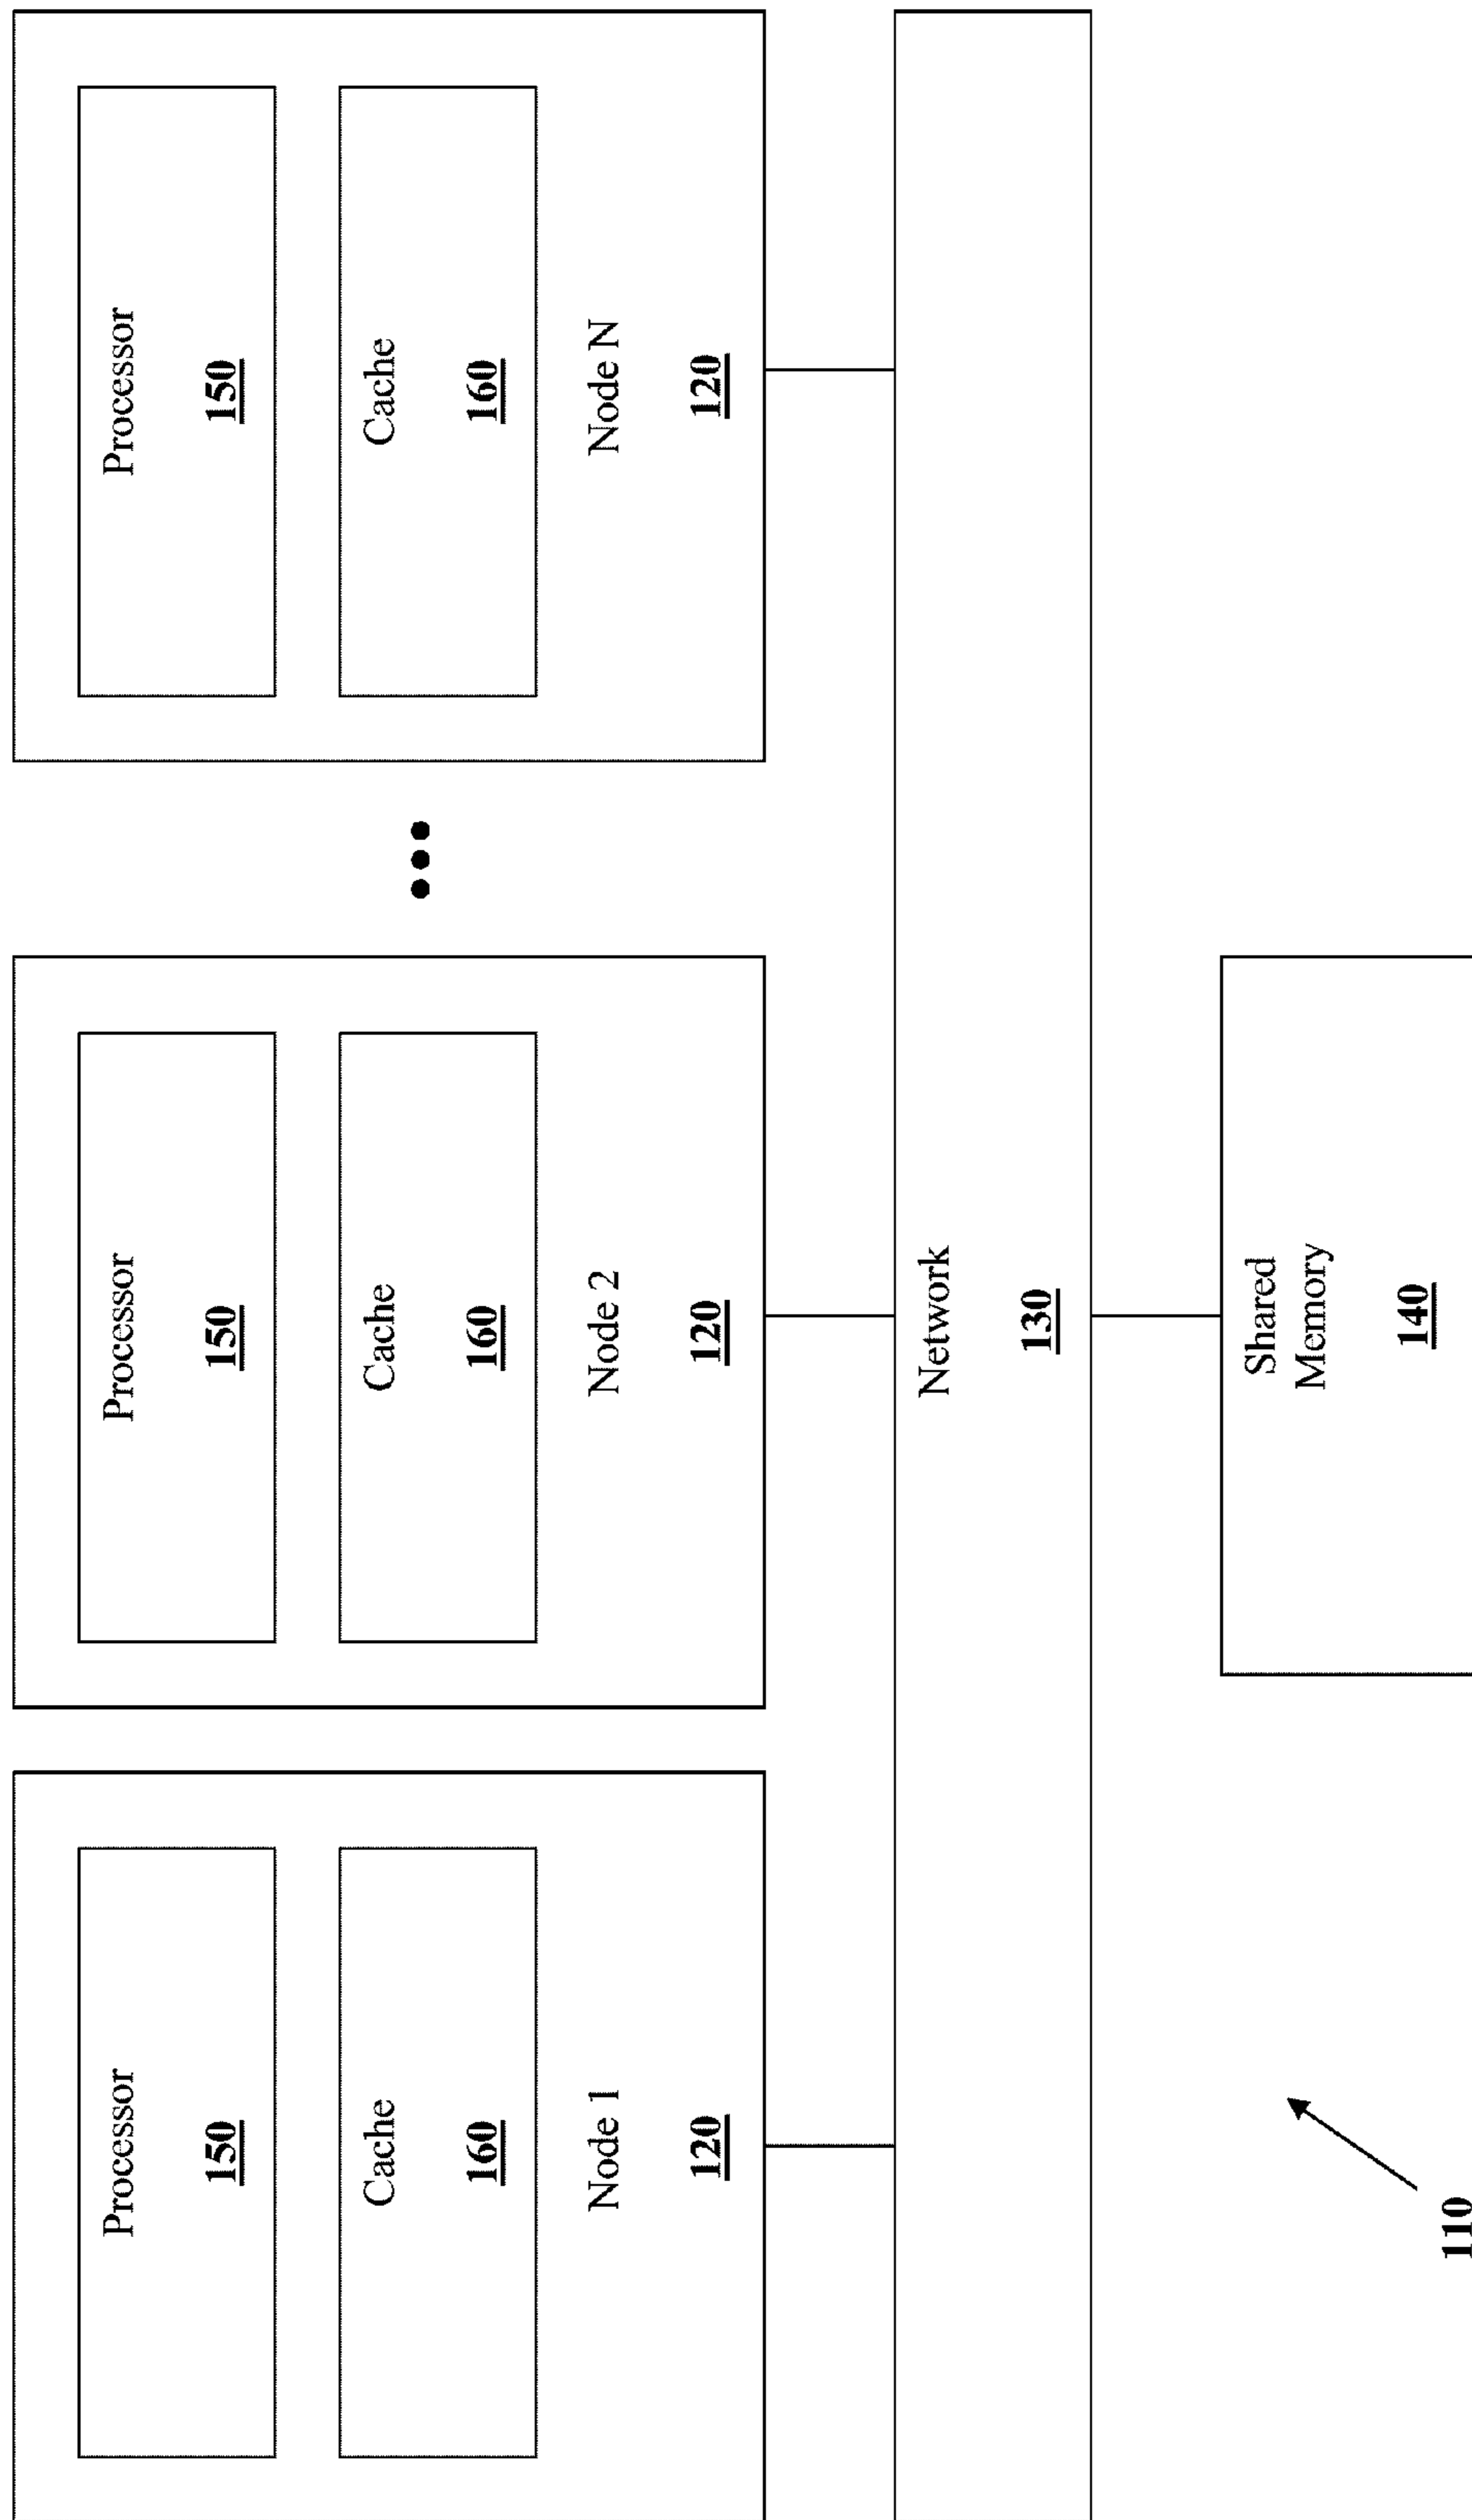 Processor
150
Cache
160
Node 1
120
Processor
150
Cache
160
Node 2
120
Processor
150
Cache
160
Node N
120
Network
130
Shared
Memory
140
110